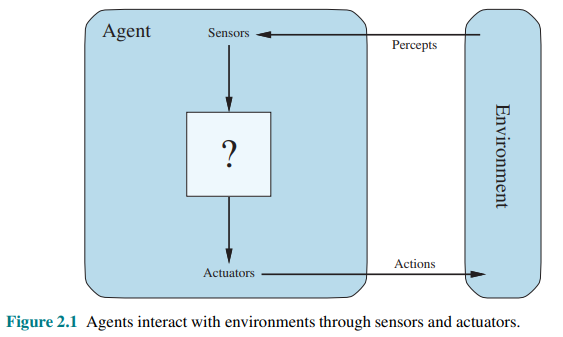 Agent
Sensors
Percepts
Environment
?
Actuators
Actions
Figure 2.1 Agents interact with environments through sensors and actuators.